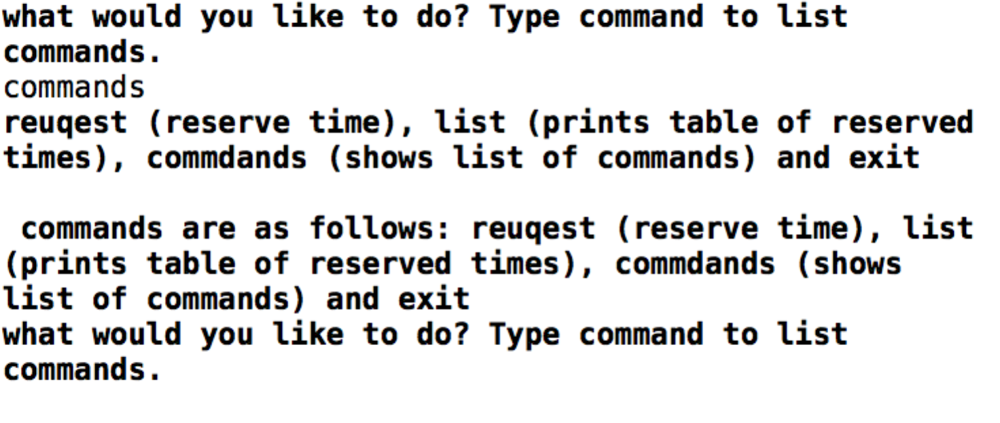 what would you like to do? Type command to list
commands.
commands
reuqest (reserve time), list (prints table of reserved
times), commdands (shows list of commands) and exit
commands are as follows: reuqest (reserve time), list
(prints table of reserved times), commdands (shows
list of commands) and exit
what would you like to do? Type command to list
commands.